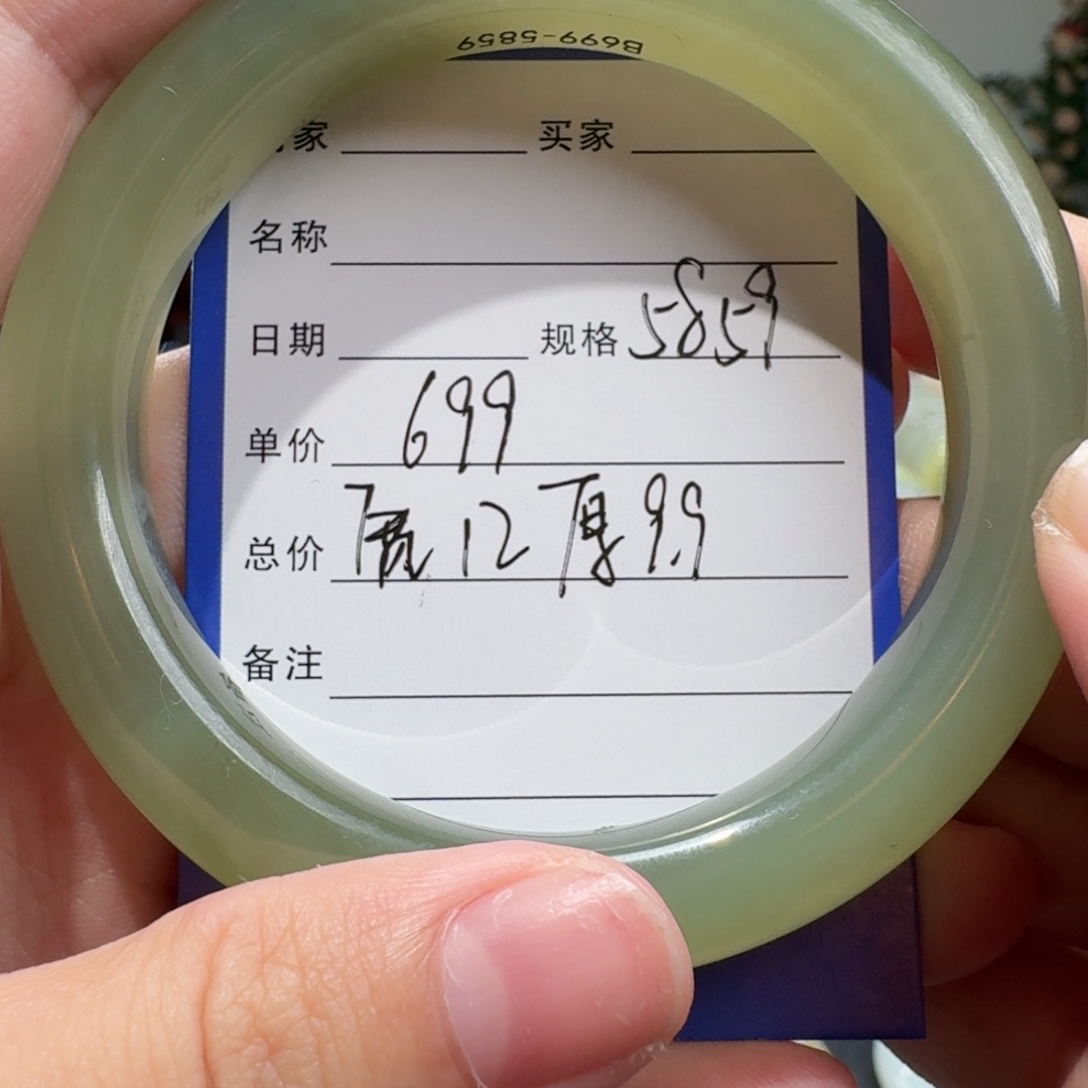 B699-5859
家 买家
名称
日期 规格 5859
单价 699
总价 宽12 厚9.9
备注